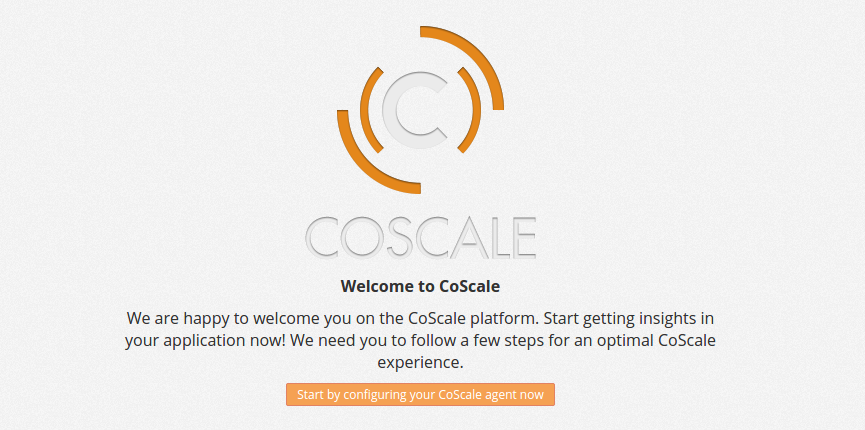 C
COSCALE
Welcome to CoScale
We are happy to welcome you on the CoScale platform. Start getting insights in
your application now! We need you to follow a few steps for an optimal CoScale
experience.
Start by configuring your CoScale agent now